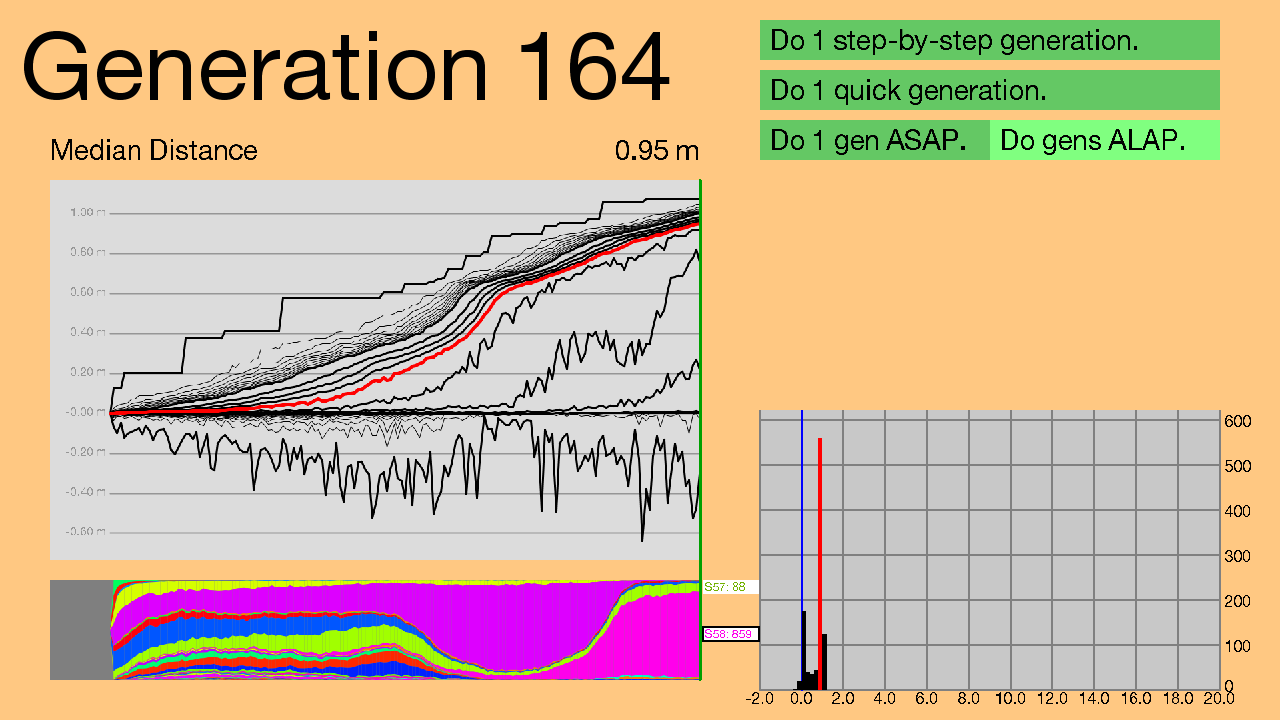 Generation 164
Do 1 step-by-step generation.
Do 1 quick generation.
Do 1 gen ASAP.
Do gens ALAP.
Median Distance
0.95 m
1.00 m
0.80 m
0.60 m
0.40 m
0.20 m
-0.00 m
-0.20 m
-0.40 m
-0.60 m
S57: 88
S58: 859
600
500
400
300
200
100
0
-2.0 0.0 2.0 4.0 6.0 8.0 10.0 12.0 14.0 16.0 18.0 20.0